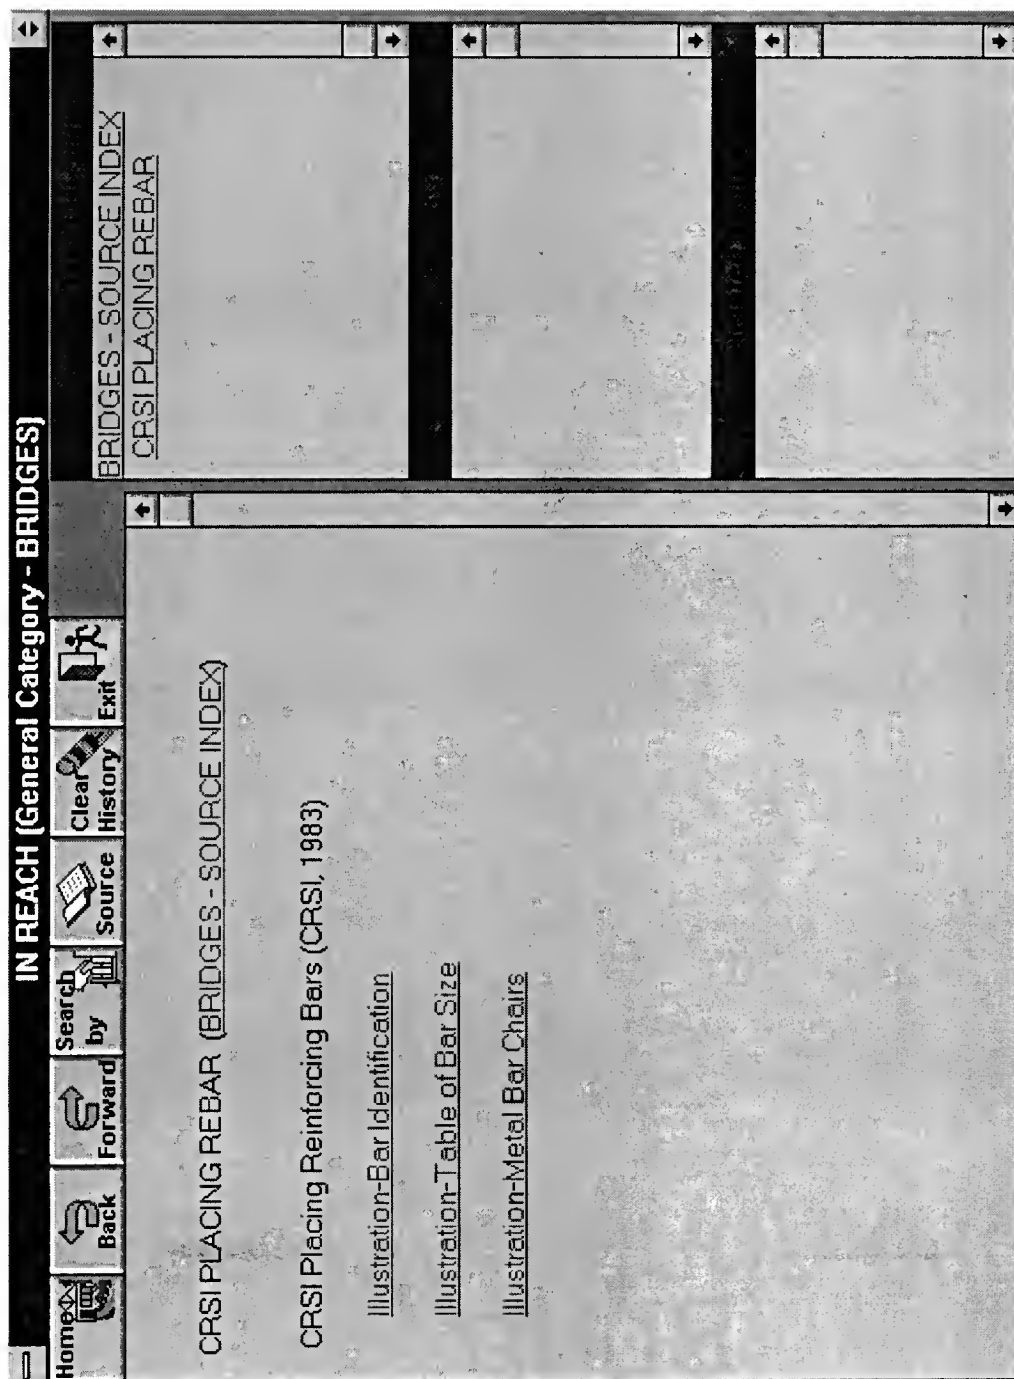 IN REACH (General Category - BRIDGES)
Home
Back
Forward
Search
by
Source
Clear
History
Exit
CRSI PLACING REBAR (BRIDGES - SOURCE INDEX)
CRSI Placing Reinforcing Bars (CRSI, 1983)
Illustration-Bar Identification
Illustration-Table of Bar Size
Illustration-Metal Bar Chairs
BRIDGES - SOURCE INDEX
CRSI PLACING REBAR